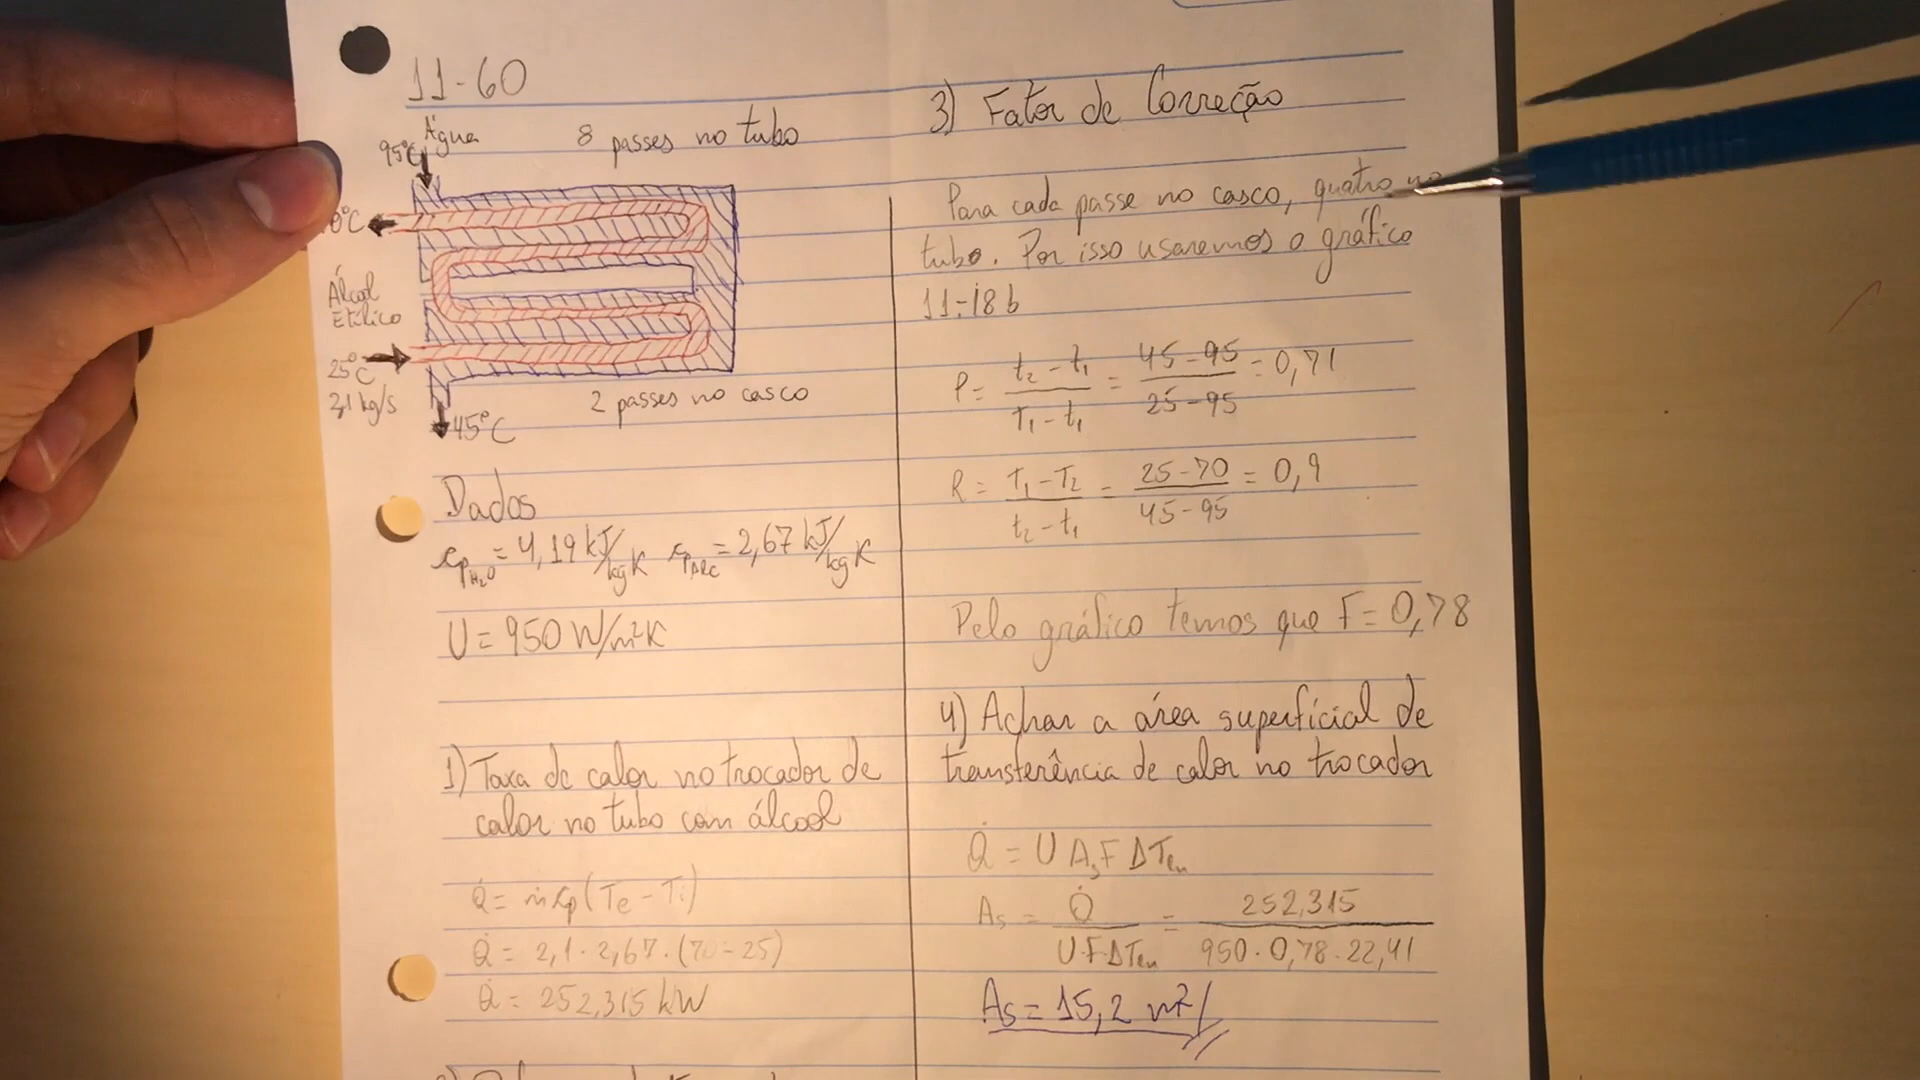 11-60
Água
8 passes no tubo
95°C
0°C
Álcool
Etílico
25°C
2,1 kg/s
2 passes no casco
45°C
Dados
cpH₂O = 4,19 kJ/kgK cpALC = 2,67 kJ/kgK
U = 950 W/m²K
1) Taxa de calor no trocador de
calor no tubo com álcool
Q̇ = ṁ cp (Te - Ti)
Q̇ = 2,1 · 2,67 · (70 - 25)
Q̇ = 252,315 kW
3) Fator de Correção
Para cada passe no casco, quatro no
tubo. Por isso usaremos o gráfico
11-18 b
P = (t₂ - t₁)/(T₁ - t₁) = (45 - 95)/(25 - 95) = 0,71
R = (T₁ - T₂)/(t₂ - t₁) = (25 - 70)/(45 - 95) = 0,9
Pelo gráfico temos que F = 0,78
4) Achar a área superfícial de
transferência de calor no trocador
Q̇ = U As F ΔTln
As = Q̇/(U·F·ΔTln) = 252,315/(950 · 0,78 · 22,41)
As = 15,2 m²//